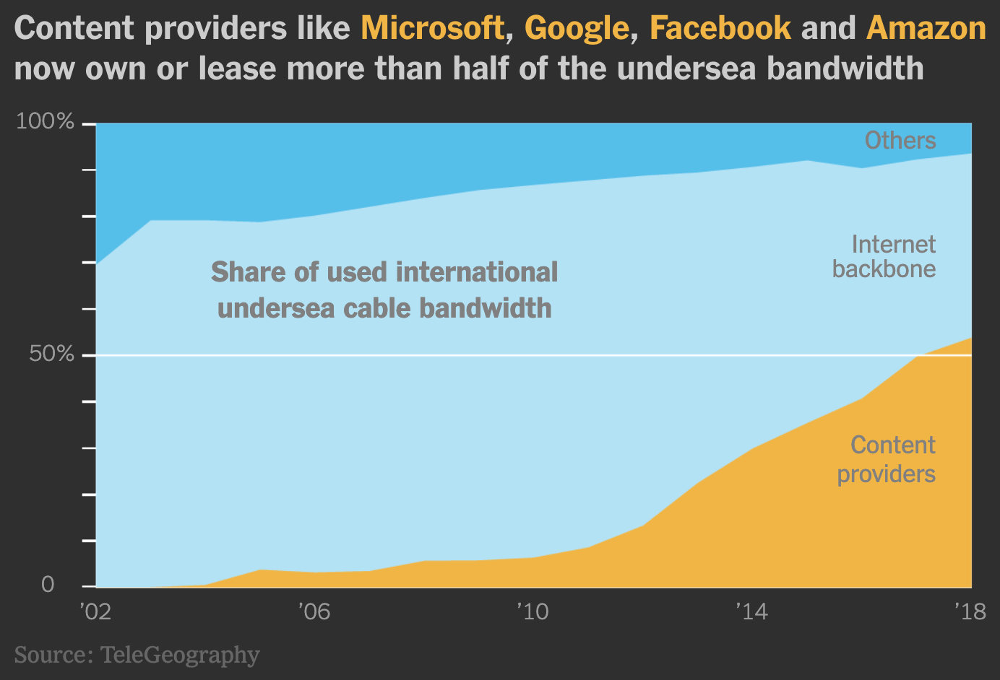 Content providers like Microsoft, Google, Facebook and Amazon
now own or lease more than half of the undersea bandwidth
100%
Others
Internet
backbone
Share of used international
undersea cable bandwidth
50%
Content
providers
0
’02 ’06 ’10 ’14 ’18
Source: TeleGeography